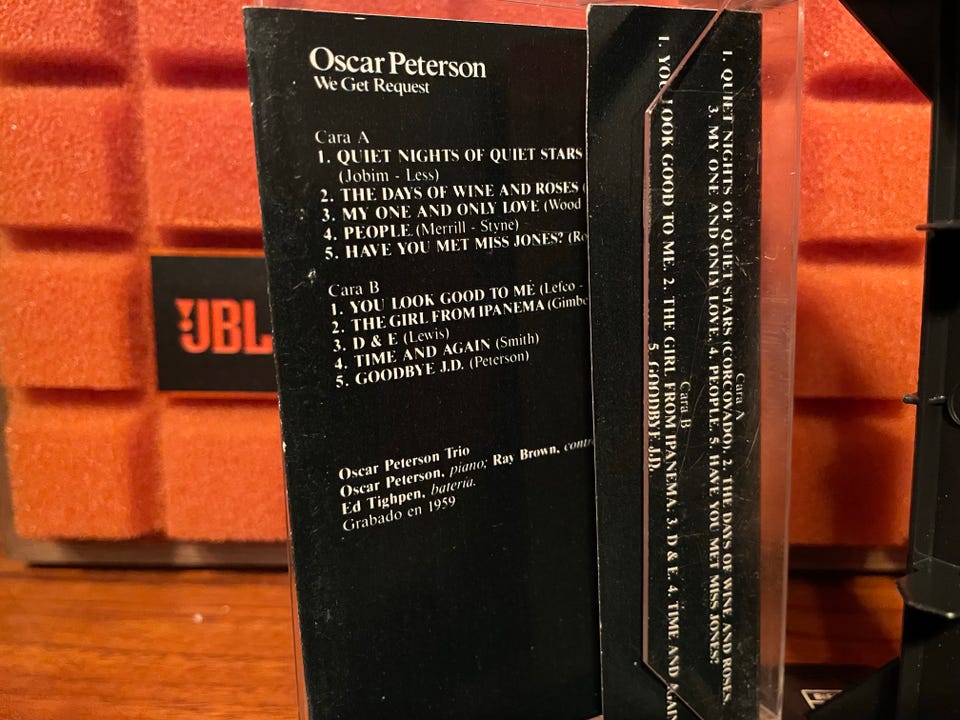 Oscar Peterson
We Get Request
Cara A
1. QUIET NIGHTS OF QUIET STARS
(Jobim - Less)
2. THE DAYS OF WINE AND ROSES (
3. MY ONE AND ONLY LOVE (Wood
4. PEOPLE (Merrill - Styne)
5. HAVE YOU MET MISS JONES? (Ro
Cara B
1. YOU LOOK GOOD TO ME (Lefco -
2. THE GIRL FROM IPANEMA (Gimbe
3. D & E (Lewis)
4. TIME AND AGAIN (Smith)
5. GOODBYE J.D. (Peterson)
Oscar Peterson Trio
Oscar Peterson, piano; Ray Brown, contr
Ed Tighpen, batería.
Grabado en 1959
Cara A
1. QUIET NIGHTS OF QUIET STARS (CORCOVADO). 2. THE DAYS OF WINE AND ROSES.
3. MY ONE AND ONLY LOVE. 4. PEOPLE. 5. HAVE YOU MET MISS JONES?
Cara B
1. YOU LOOK GOOD TO ME. 2. THE GIRL FROM IPANEMA. 3. D & E. 4. TIME AND AGAIN
5. GOODBYE J.D.
JBL